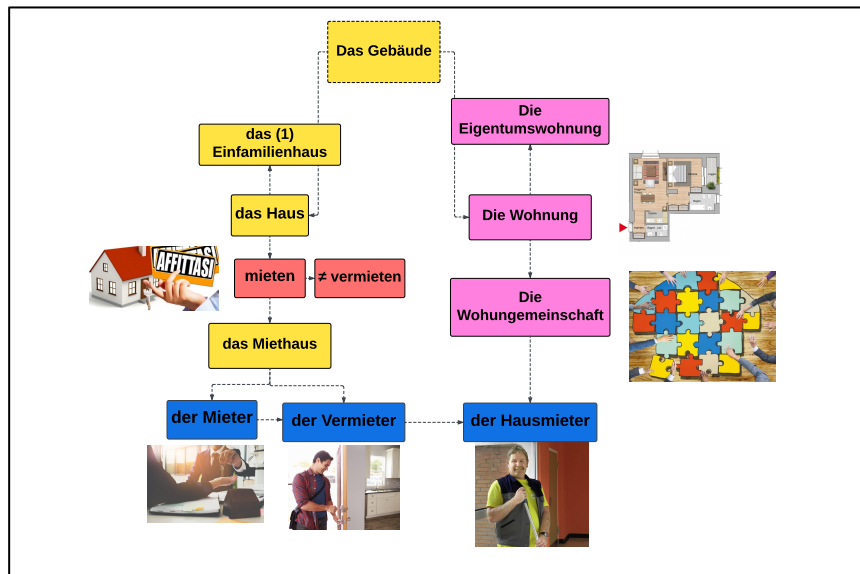 Das Gebäude
Die
Eigentumswohnung
das (1)
Einfamilienhaus
das Haus
Die Wohnung
AFFITTASI
mieten
≠ vermieten
Die
Wohungemeinschaft
das Miethaus
der Mieter
der Vermieter
der Hausmieter